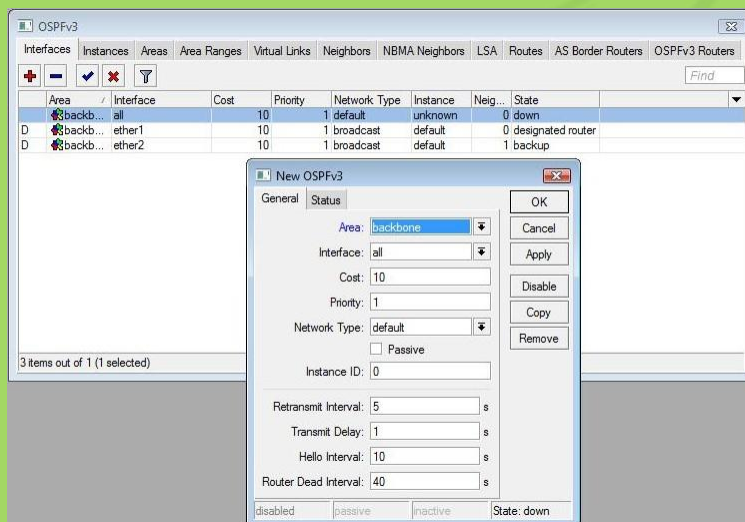 OSPFv3
Interfaces Instances Areas Area Ranges Virtual Links Neighbors NBMA Neighbors LSA Routes AS Border Routers OSPFv3 Routers
Find
Area Interface Cost Priority Network Type Instance Neig... State
backb... all 10 1 default unknown 0 down
D backb... ether1 10 1 broadcast default 0 designated router
D backb... ether2 10 1 broadcast default 1 backup
3 items out of 1 (1 selected)
New OSPFv3
General Status
Area: backbone
Interface: all
Cost: 10
Priority: 1
Network Type: default
Passive
Instance ID: 0
Retransmit Interval: 5 s
Transmit Delay: 1 s
Hello Interval: 10 s
Router Dead Interval: 40 s
OK
Cancel
Apply
Disable
Copy
Remove
disabled passive inactive State: down